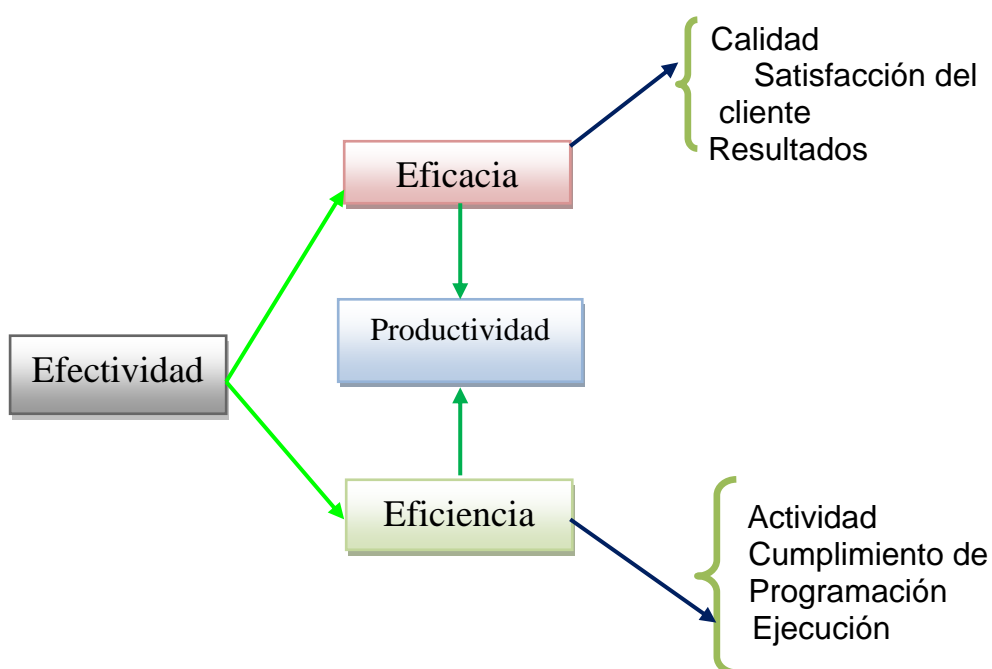 Calidad
Satisfacción del
cliente
Resultados
Eficacia
Productividad
Efectividad
Eficiencia
Actividad
Cumplimiento de
Programación
Ejecución